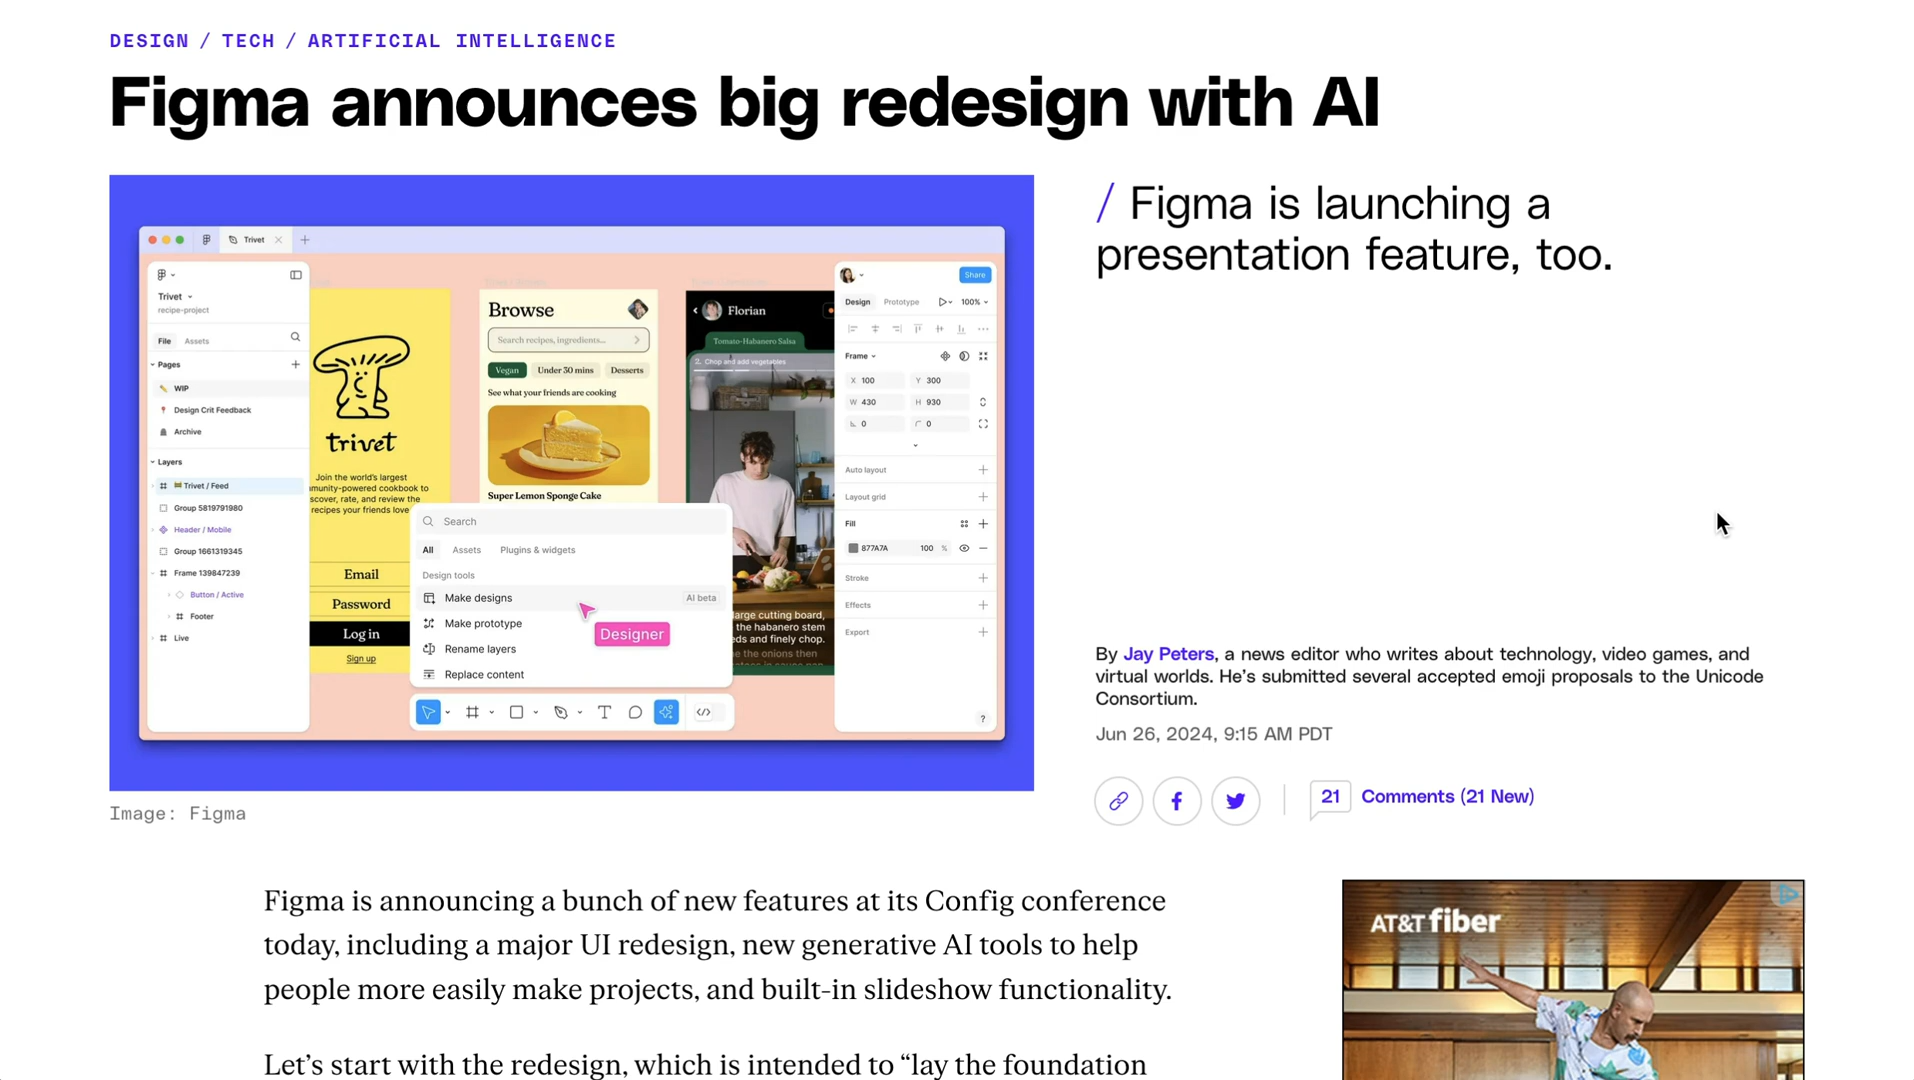 DESIGN / TECH / ARTIFICIAL INTELLIGENCE
Figma announces big redesign with AI
/ Figma is launching a
presentation feature, too.
Trivet
Trivet
recipe-project
File
Assets
Pages
WIP
Design Crit Feedback
Archive
Layers
Trivet / Feed
Group 5819791980
Header / Mobile
Group 1661319345
Frame 139847239
Button / Active
Footer
Live
trivet
Join the world's largest
munity-powered cookbook to
scover, rate, and review the
recipes your friends love
Email
Password
Log in
Sign up
Browse
Search recipes, ingredients...
Vegan
Under 30 mins
Desserts
See what your friends are cooking
Super Lemon Sponge Cake
Florian
Tomato-Habanero Salsa
2. Chop and add vegetables
large cutting board,
the habanero stem
eds and finely chop.
e the onions then
Search
All
Assets
Plugins & widgets
Design tools
Make designs
AI beta
Make prototype
Rename layers
Replace content
Designer
Share
Design
Prototype
100%
Frame
X 100
Y 300
W 430
H 930
0
0
Auto layout
Layout grid
Fill
877A7A 100 %
Stroke
Effects
Export
?
Image: Figma
By Jay Peters, a news editor who writes about technology, video games, and
virtual worlds. He’s submitted several accepted emoji proposals to the Unicode
Consortium.
Jun 26, 2024, 9:15 AM PDT
21 Comments (21 New)
Figma is announcing a bunch of new features at its Config conference
today, including a major UI redesign, new generative AI tools to help
people more easily make projects, and built-in slideshow functionality.
Let’s start with the redesign, which is intended to “lay the foundation
AT&T fiber